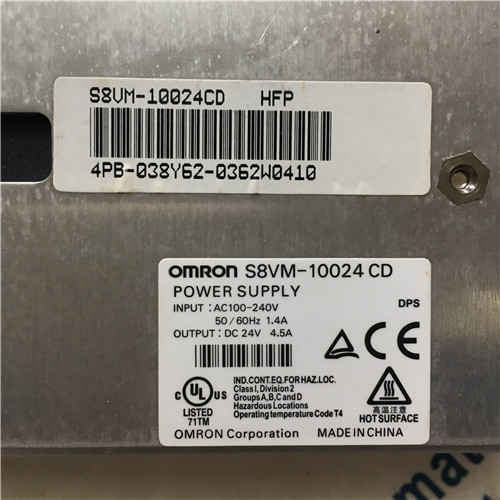 S8VM-10024CD HFP
4PB-038Y62-0362W0410
OMRON S8VM-10024 CD
POWER SUPPLY
INPUT : AC100-240V
50/60Hz 1.4A
OUTPUT : DC 24V 4.5A
DPS
C UL US
LISTED
71TM
IND.CONT.EQ.FOR HAZ.LOC.
Class I, Division 2
Groups A,B,C and D
Hazardous Locations
Operating temperature Code T4
高温注意
HOT SURFACE
OMRON Corporation MADE IN CHINA
mat